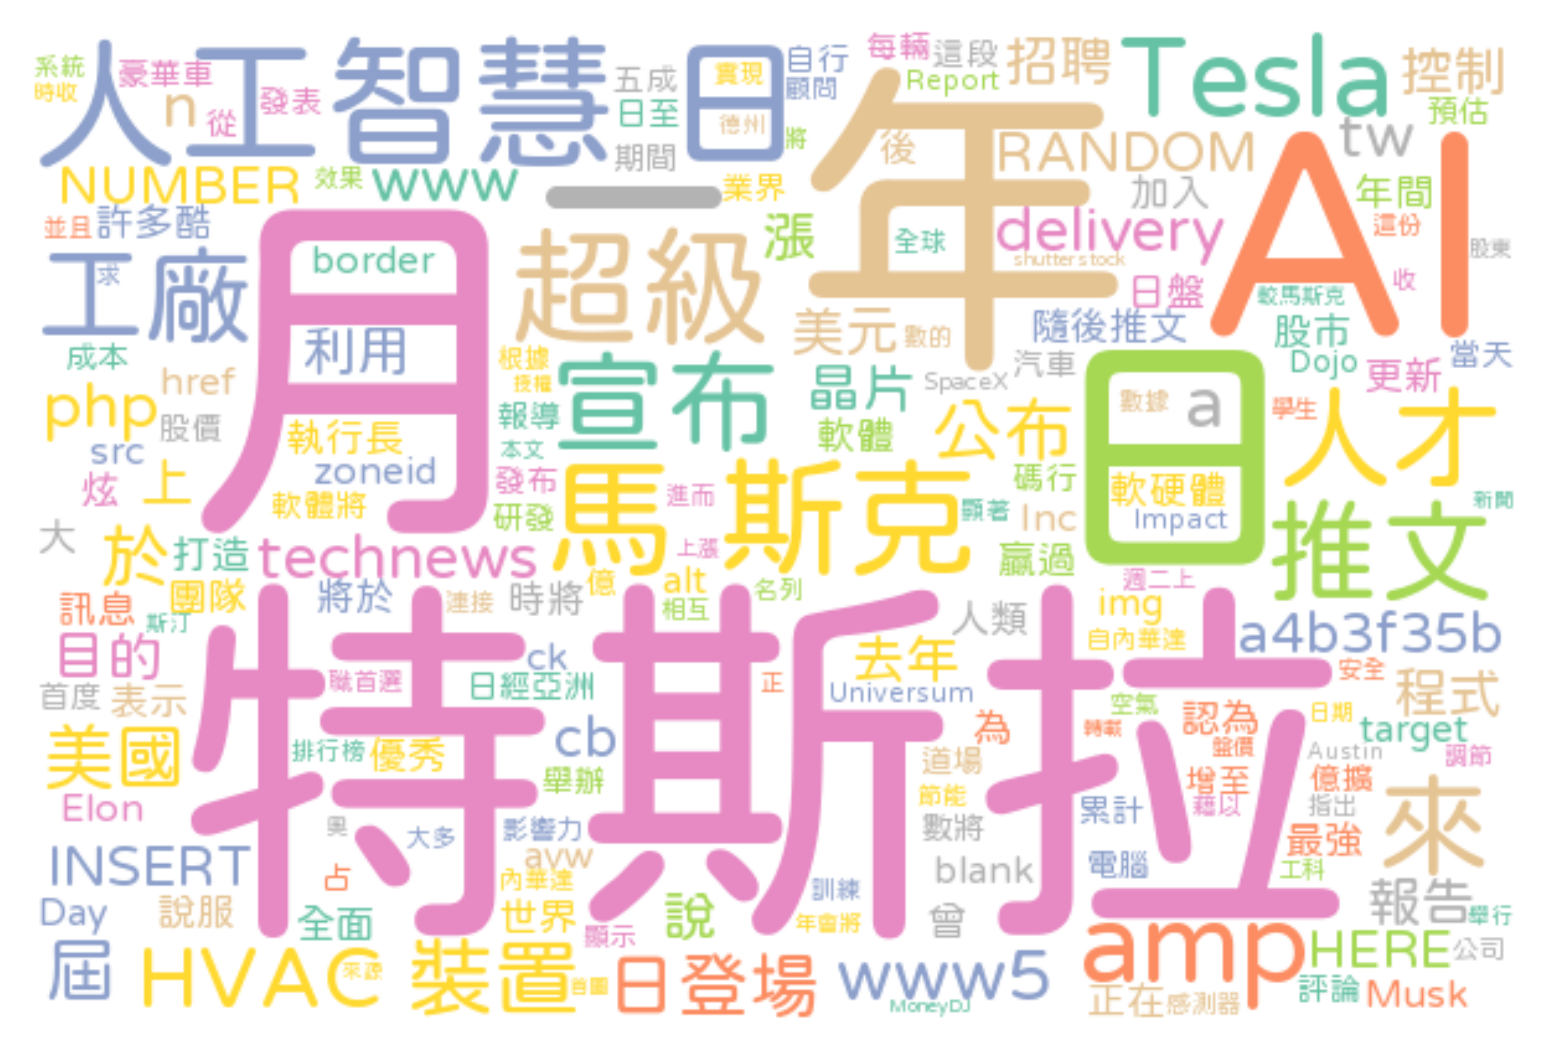 系統
時收
豪華車
人工智慧
n
從
發表
五成
日至
期間
日
實現
德州
自行
顧問
將
每輛
這段
Report
招聘
Tesla
控制
預估
tw
NUMBER
效果
www
一
業界
年
後
RANDOM
加入
AI
年間
這份
股東
並且
許多酷
工廠
求
月
border
利用
超級
漲
全球
delivery
shutterstock
日盤
收
較馬斯克
成本
href
php
股價
src
炫
上
執行長
zoneid
軟體將
根據
授權
報導
本文
發布
研發
宣布
美元
數的
隨後推文
股市
Dojo
當天
更新
汽車
SpaceX
晶片
軟體
公布
日
數據
a
軟硬體
Impact
學生
人才
推文
新聞
馬斯克
進而
顯著
碼行
Inc
贏過
大
於
打造
technews
上漲
週二上
訊息
斯汀
團隊
將於
連接
時將
億
alt
相互
名列
人類
img
自內華達
a4b3f35b
目的
首度
表示
特斯拉
職首選
ck
日經亞洲
正
去年
Universum
為
安全
程式
美國
排行榜
優秀
cb
舉辦
道場
節能
數將
空氣
轉載
認為
盤價
日期
target
Austin
調節
Elon
奧
大多
影響力
avw
內華達
增至
藉以
億擴
指出
累計
最強
來
INSERT
占
blank
電腦
工科
Day
說服
全面
世界
顯示
說
訓練
年會將
曾
報告
舉行
屆
HVAC
來源
裝置
首圖
日登場
www5
MoneyDJ
amp
HERE
公司
正在
感測器
評論
Musk